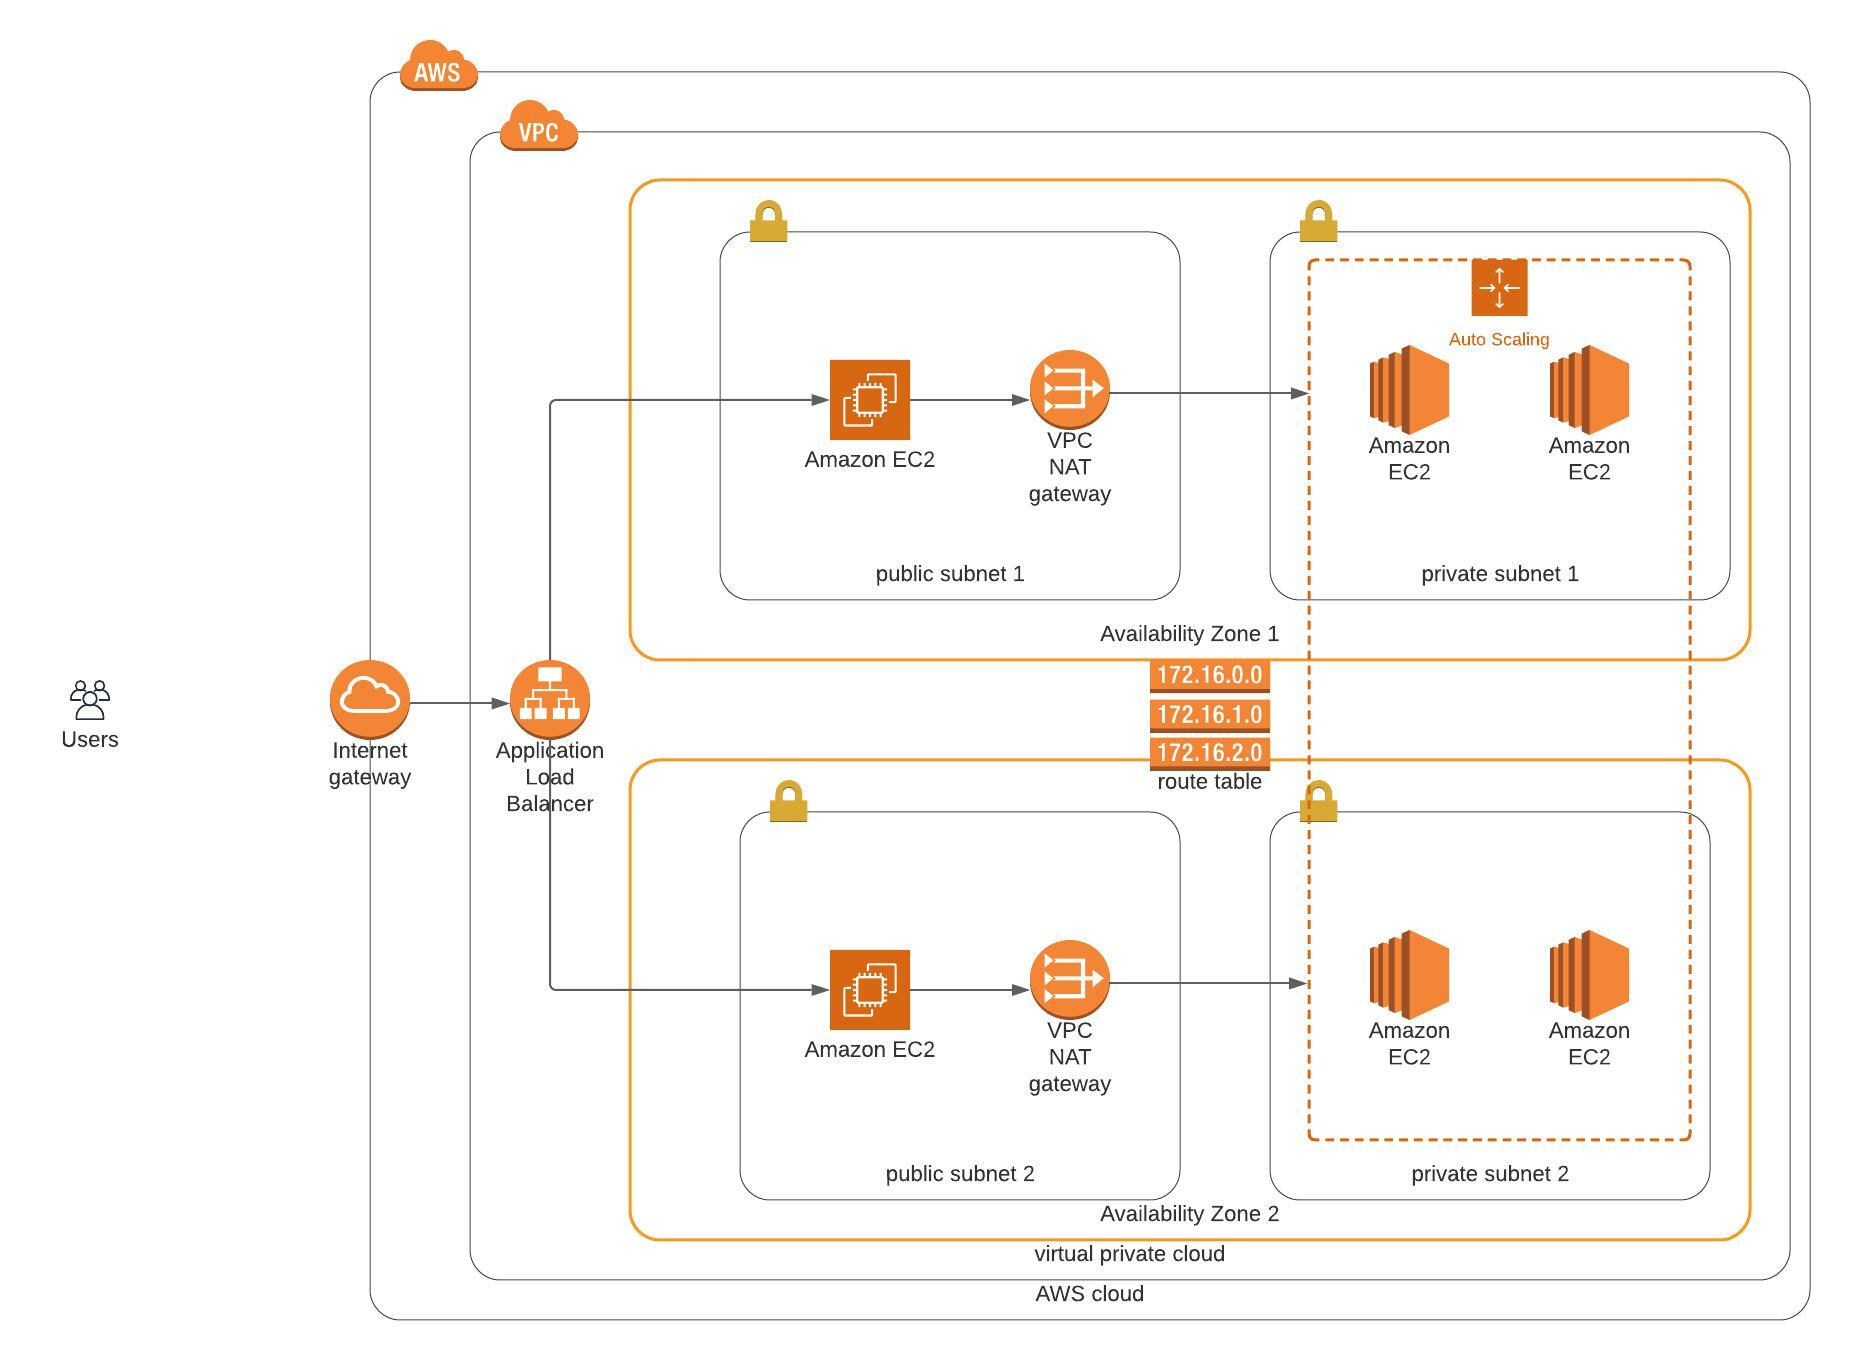 AWS
VPC
Auto Scaling
Amazon EC2
VPC
NAT
gateway
Amazon
EC2
Amazon
EC2
public subnet 1
private subnet 1
Availability Zone 1
172.16.0.0
172.16.1.0
172.16.2.0
route table
Users
Internet
gateway
Application
Load
Balancer
Amazon EC2
VPC
NAT
gateway
Amazon
EC2
Amazon
EC2
public subnet 2
private subnet 2
Availability Zone 2
virtual private cloud
AWS cloud